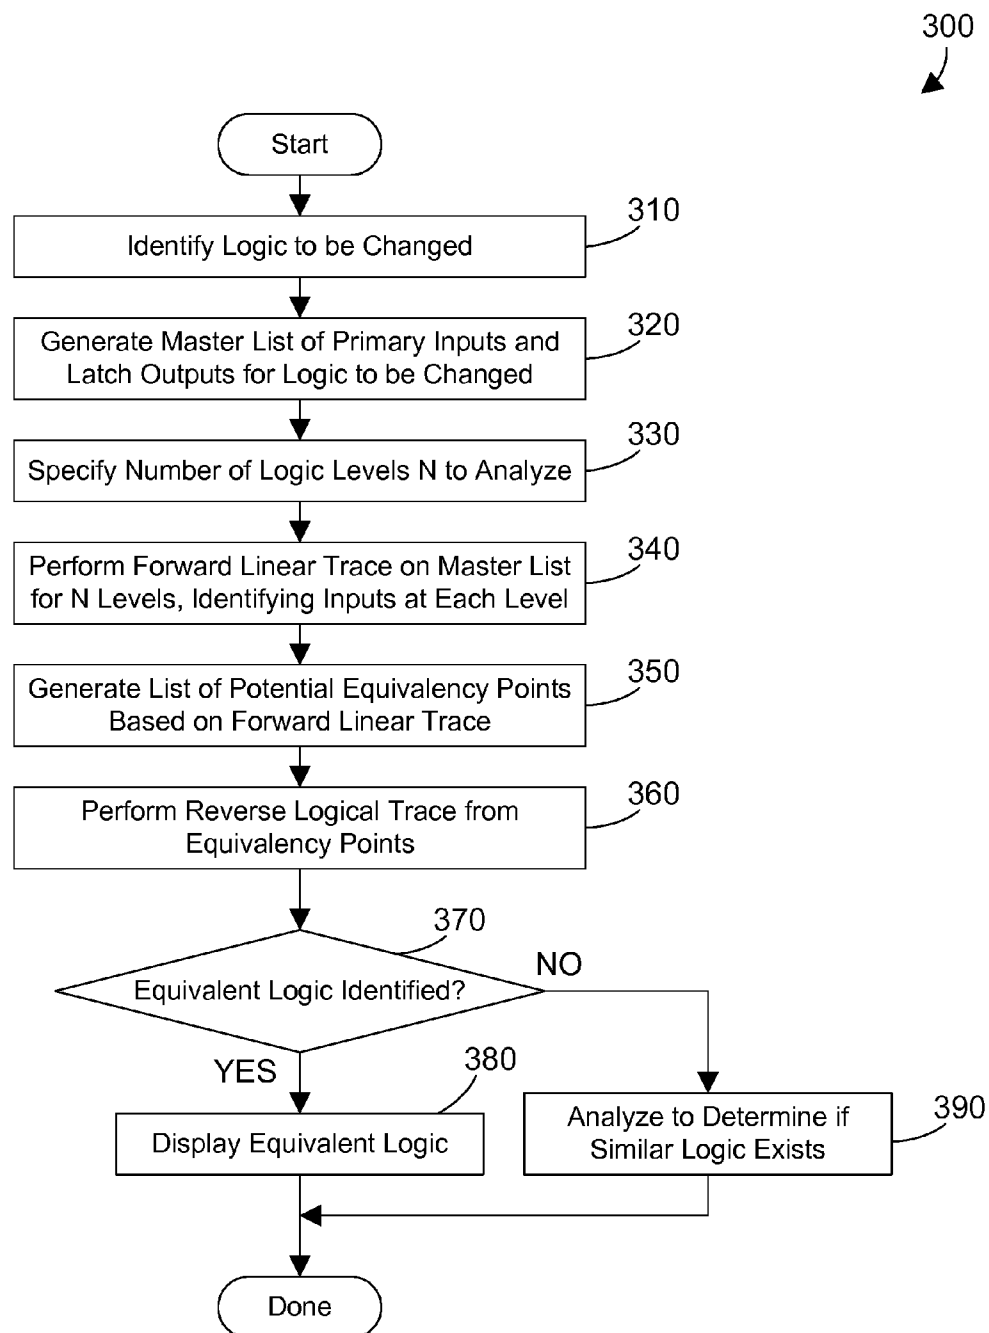 300
Start
310
Identify Logic to be Changed
320
Generate Master List of Primary Inputs and
Latch Outputs for Logic to be Changed
330
Specify Number of Logic Levels N to Analyze
340
Perform Forward Linear Trace on Master List
for N Levels, Identifying Inputs at Each Level
350
Generate List of Potential Equivalency Points
Based on Forward Linear Trace
360
Perform Reverse Logical Trace from
Equivalency Points
370
Equivalent Logic Identified?
NO
YES
380
Display Equivalent Logic
390
Analyze to Determine if
Similar Logic Exists
Done